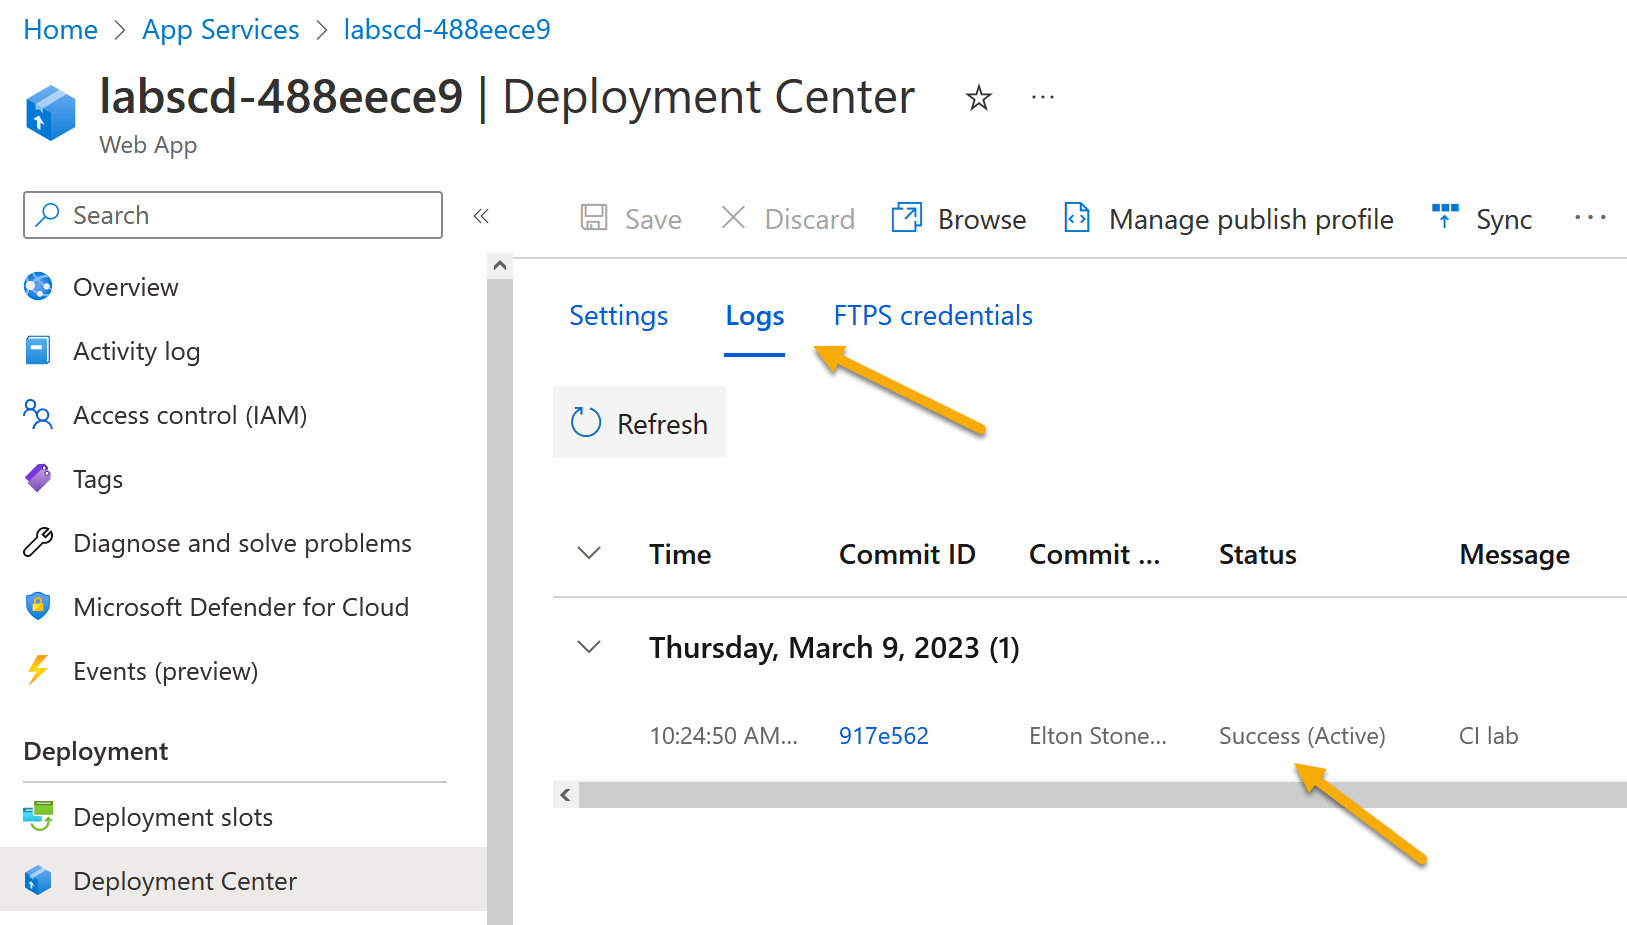 Home > App Services > labscd-488eece9
labscd-488eece9 | Deployment Center
Web App
Search
«
Save
Discard
Browse
Manage publish profile
Sync
Overview
Activity log
Access control (IAM)
Tags
Diagnose and solve problems
Microsoft Defender for Cloud
Events (preview)
Deployment
Deployment slots
Deployment Center
Settings
Logs
FTPS credentials
Refresh
Time Commit ID Commit ... Status Message
Thursday, March 9, 2023 (1)
10:24:50 AM... 917e562 Elton Stone... Success (Active) CI lab